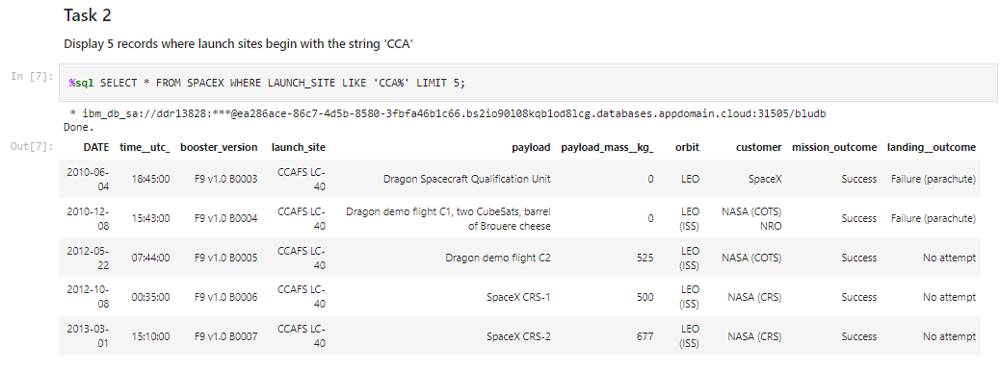 Task 2
Display 5 records where launch sites begin with the string 'CCA'
In [7]: %sql SELECT * FROM SPACEX WHERE LAUNCH_SITE LIKE 'CCA%' LIMIT 5;
* ibm_db_sa://ddr13828:***@ea286ace-86c7-4d5b-8580-3fbfa46b1c66.bs2io90l08kqb1od8lcg.databases.appdomain.cloud:31505/bludb
Done.
Out[7]: DATE time__utc_ booster_version launch_site payload payload_mass__kg_ orbit customer mission_outcome landing__outcome
2010-06-04 18:45:00 F9 v1.0 B0003 CCAFS LC-40 Dragon Spacecraft Qualification Unit 0 LEO SpaceX Success Failure (parachute)
2010-12-08 15:43:00 F9 v1.0 B0004 CCAFS LC-40 Dragon demo flight C1, two CubeSats, barrel of Brouere cheese 0 LEO (ISS) NASA (COTS) NRO Success Failure (parachute)
2012-05-22 07:44:00 F9 v1.0 B0005 CCAFS LC-40 Dragon demo flight C2 525 LEO (ISS) NASA (COTS) Success No attempt
2012-10-08 00:35:00 F9 v1.0 B0006 CCAFS LC-40 SpaceX CRS-1 500 LEO (ISS) NASA (CRS) Success No attempt
2013-03-01 15:10:00 F9 v1.0 B0007 CCAFS LC-40 SpaceX CRS-2 677 LEO (ISS) NASA (CRS) Success No attempt